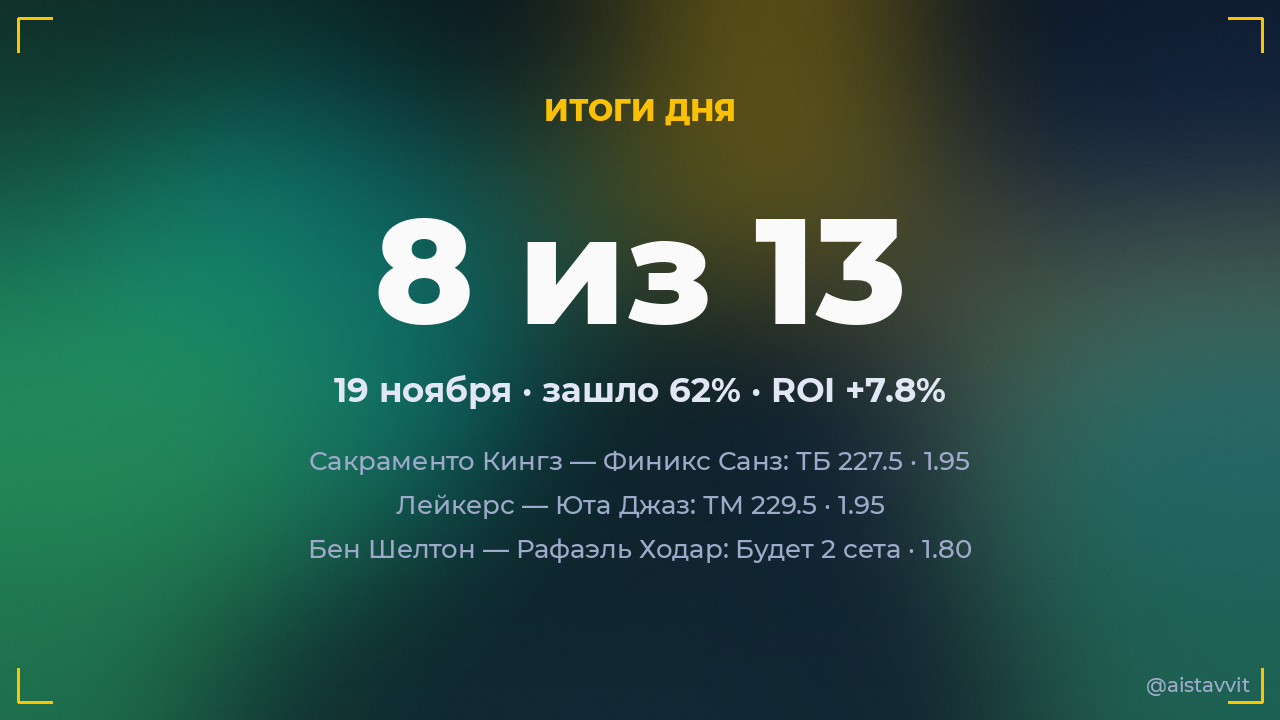 ИТОГИ ДНЯ
8 из 13
19 ноября · зашло 62% · ROI +7.8%
Сакраменто Кингз — Финикс Санз: ТБ 227.5 · 1.95
Лейкерс — Юта Джаз: ТМ 229.5 · 1.95
Бен Шелтон — Рафаэль Ходар: Будет 2 сета · 1.80
@aistavvit